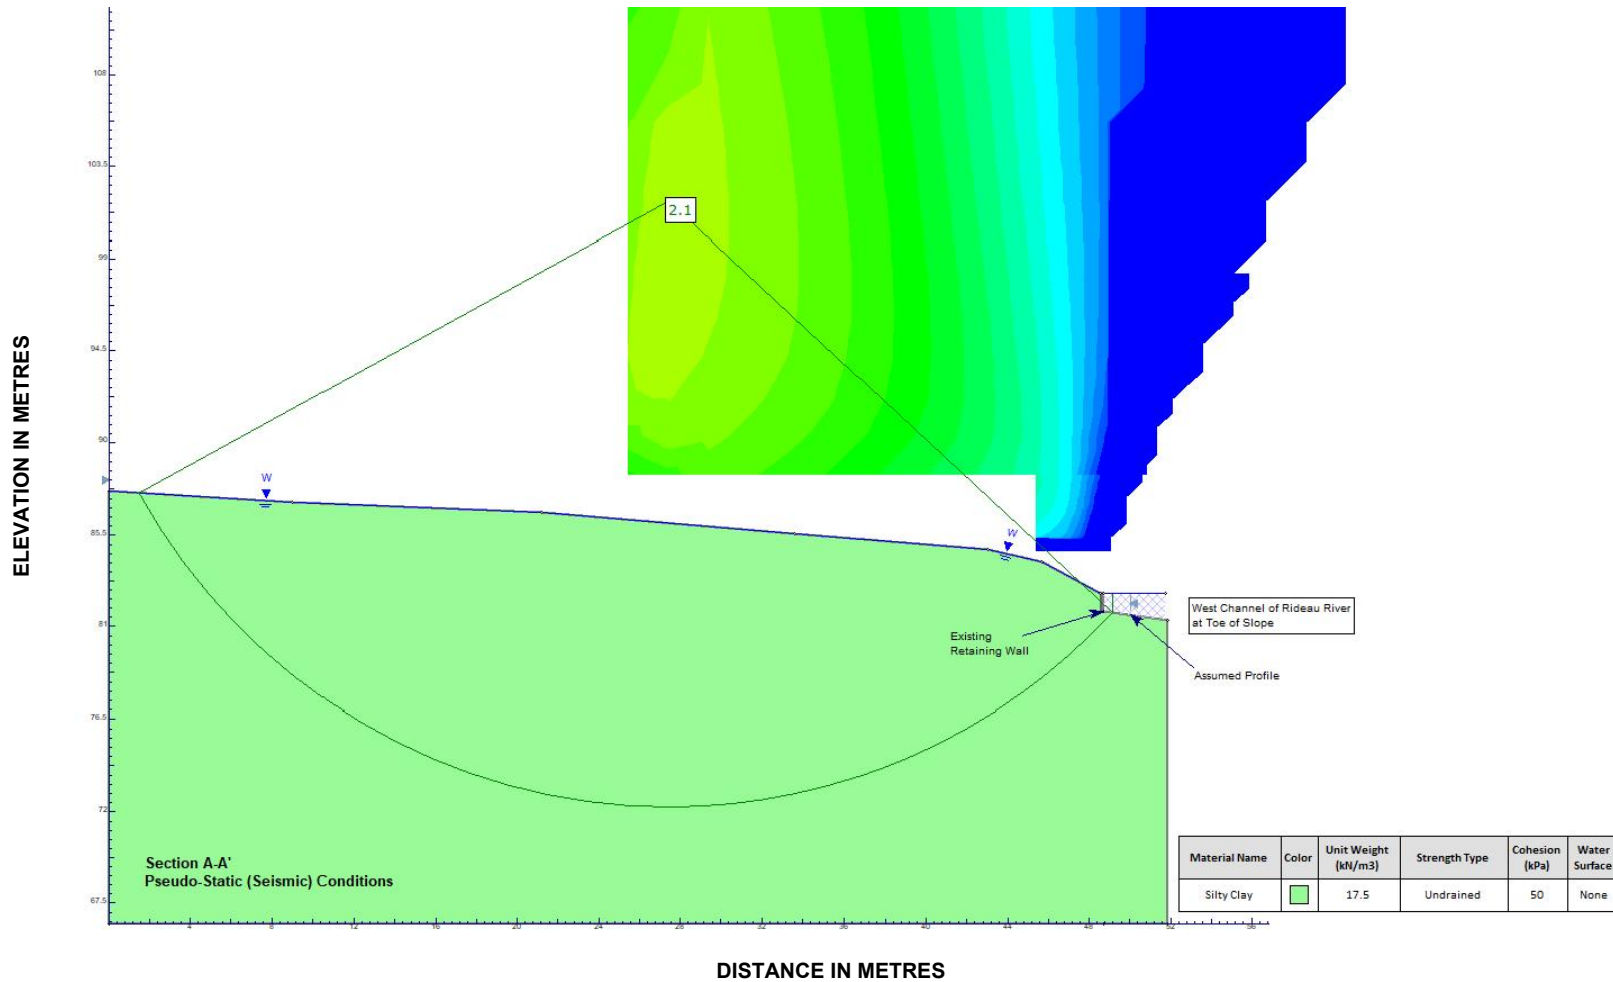 108
103.5
99
94.5
90
85.5
81
76.5
72
67.5
ELEVATION IN METRES
2.1
W
W
West Channel of Rideau River
at Toe of Slope
Existing
Retaining Wall
Assumed Profile
Section A-A'
Pseudo-Static (Seismic) Conditions
Material Name Color Unit Weight (kN/m3) Strength Type Cohesion (kPa) Water Surface
Silty Clay 17.5 Undrained 50 None
4 8 12 16 20 24 28 32 36 40 44 48 52 56
DISTANCE IN METRES